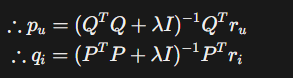 ∴ p_u = (Q^T Q + λI)^{-1} Q^T r_u
∴ q_i = (P^T P + λI)^{-1} P^T r_i